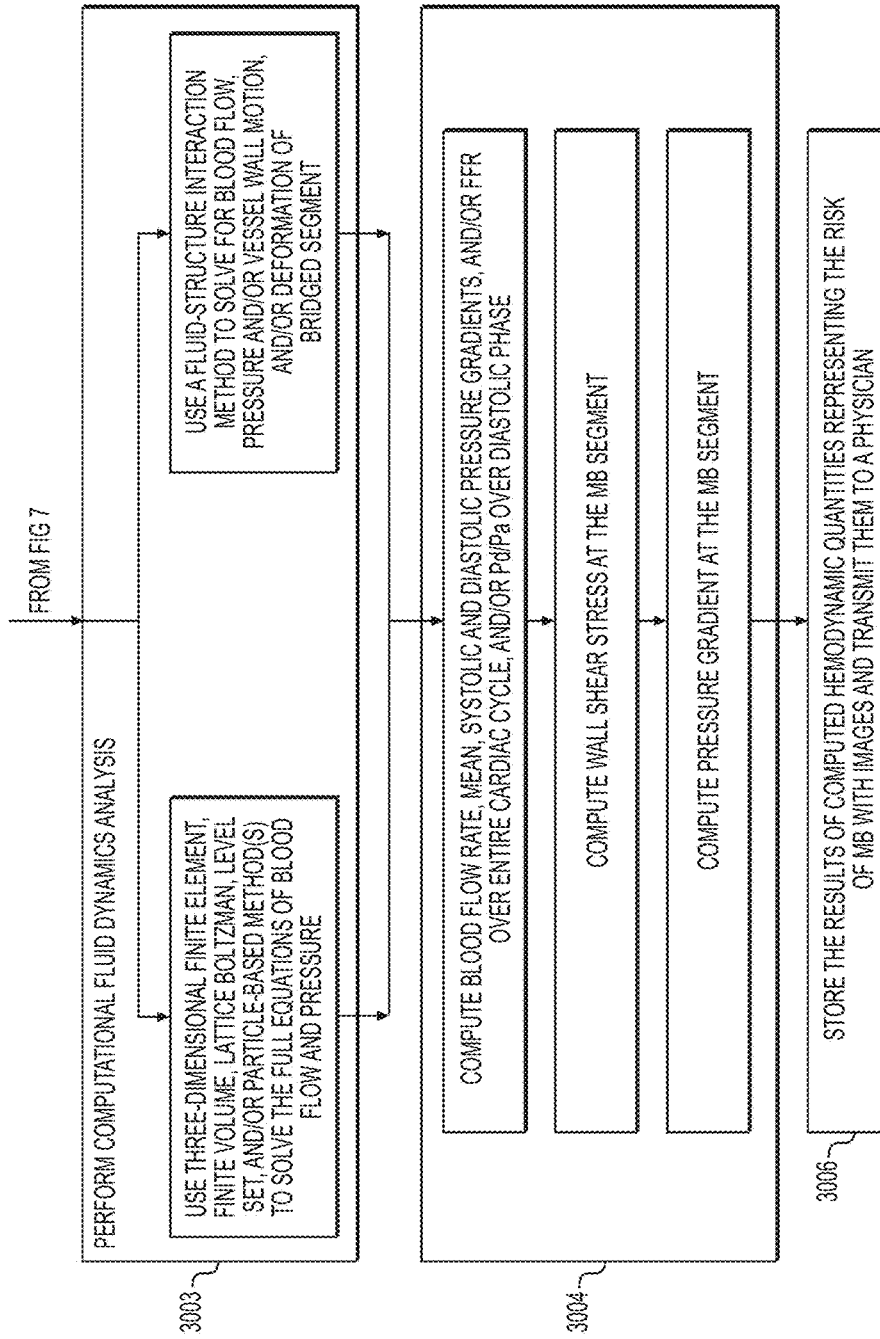 FROM FIG 7
PERFORM COMPUTATIONAL FLUID DYNAMICS ANALYSIS
USE THREE-DIMENSIONAL FINITE ELEMENT,
FINITE VOLUME, LATTICE BOLTZMAN, LEVEL
SET, AND/OR PARTICLE-BASED METHOD(S)
TO SOLVE THE FULL EQUATIONS OF BLOOD
FLOW AND PRESSURE
USE A FLUID-STRUCTURE INTERACTION
METHOD TO SOLVE FOR BLOOD FLOW,
PRESSURE AND/OR VESSEL WALL MOTION,
AND/OR DEFORMATION OF
BRIDGED SEGMENT
3003
COMPUTE BLOOD FLOW RATE, MEAN, SYSTOLIC AND DIASTOLIC PRESSURE GRADIENTS, AND/OR FFR
OVER ENTIRE CARDIAC CYCLE, AND/OR Pd/Pa OVER DIASTOLIC PHASE
COMPUTE WALL SHEAR STRESS AT THE MB SEGMENT
COMPUTE PRESSURE GRADIENT AT THE MB SEGMENT
3004
STORE THE RESULTS OF COMPUTED HEMODYNAMIC QUANTITIES REPRESENTING THE RISK
OF MB WITH IMAGES AND TRANSMIT THEM TO A PHYSICIAN
3006